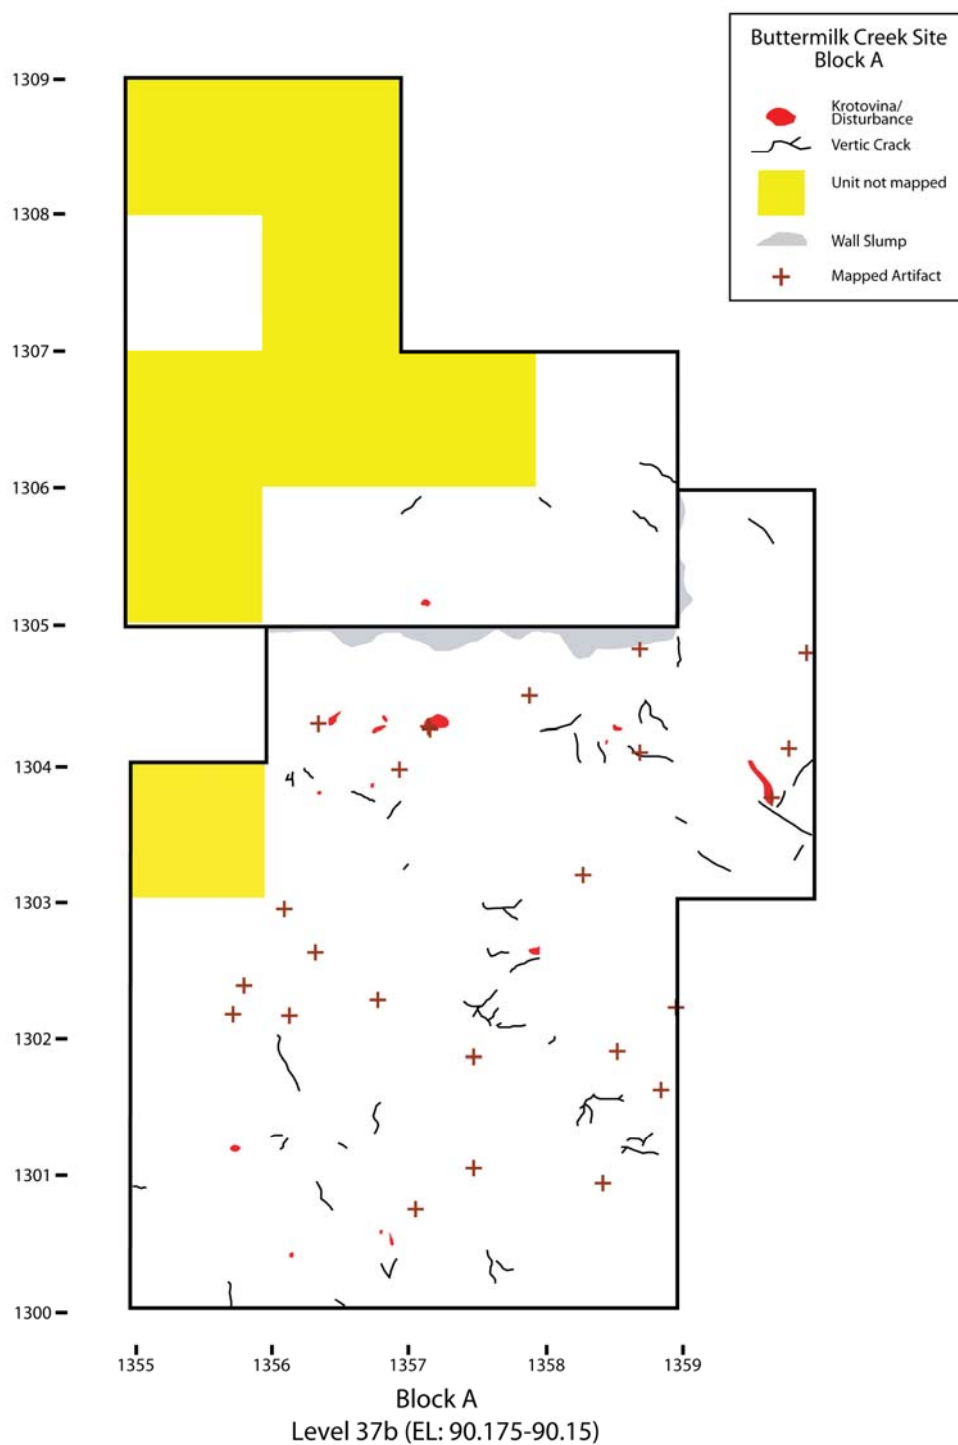 Buttermilk Creek Site
Block A
Krotovina/
Disturbance
Vertic Crack
Unit not mapped
Wall Slump
Mapped Artifact
1309
1308
1307
1306
1305
1304
1303
1302
1301
1300
1355
1356
1357
1358
1359
Block A
Level 37b (EL: 90.175-90.15)